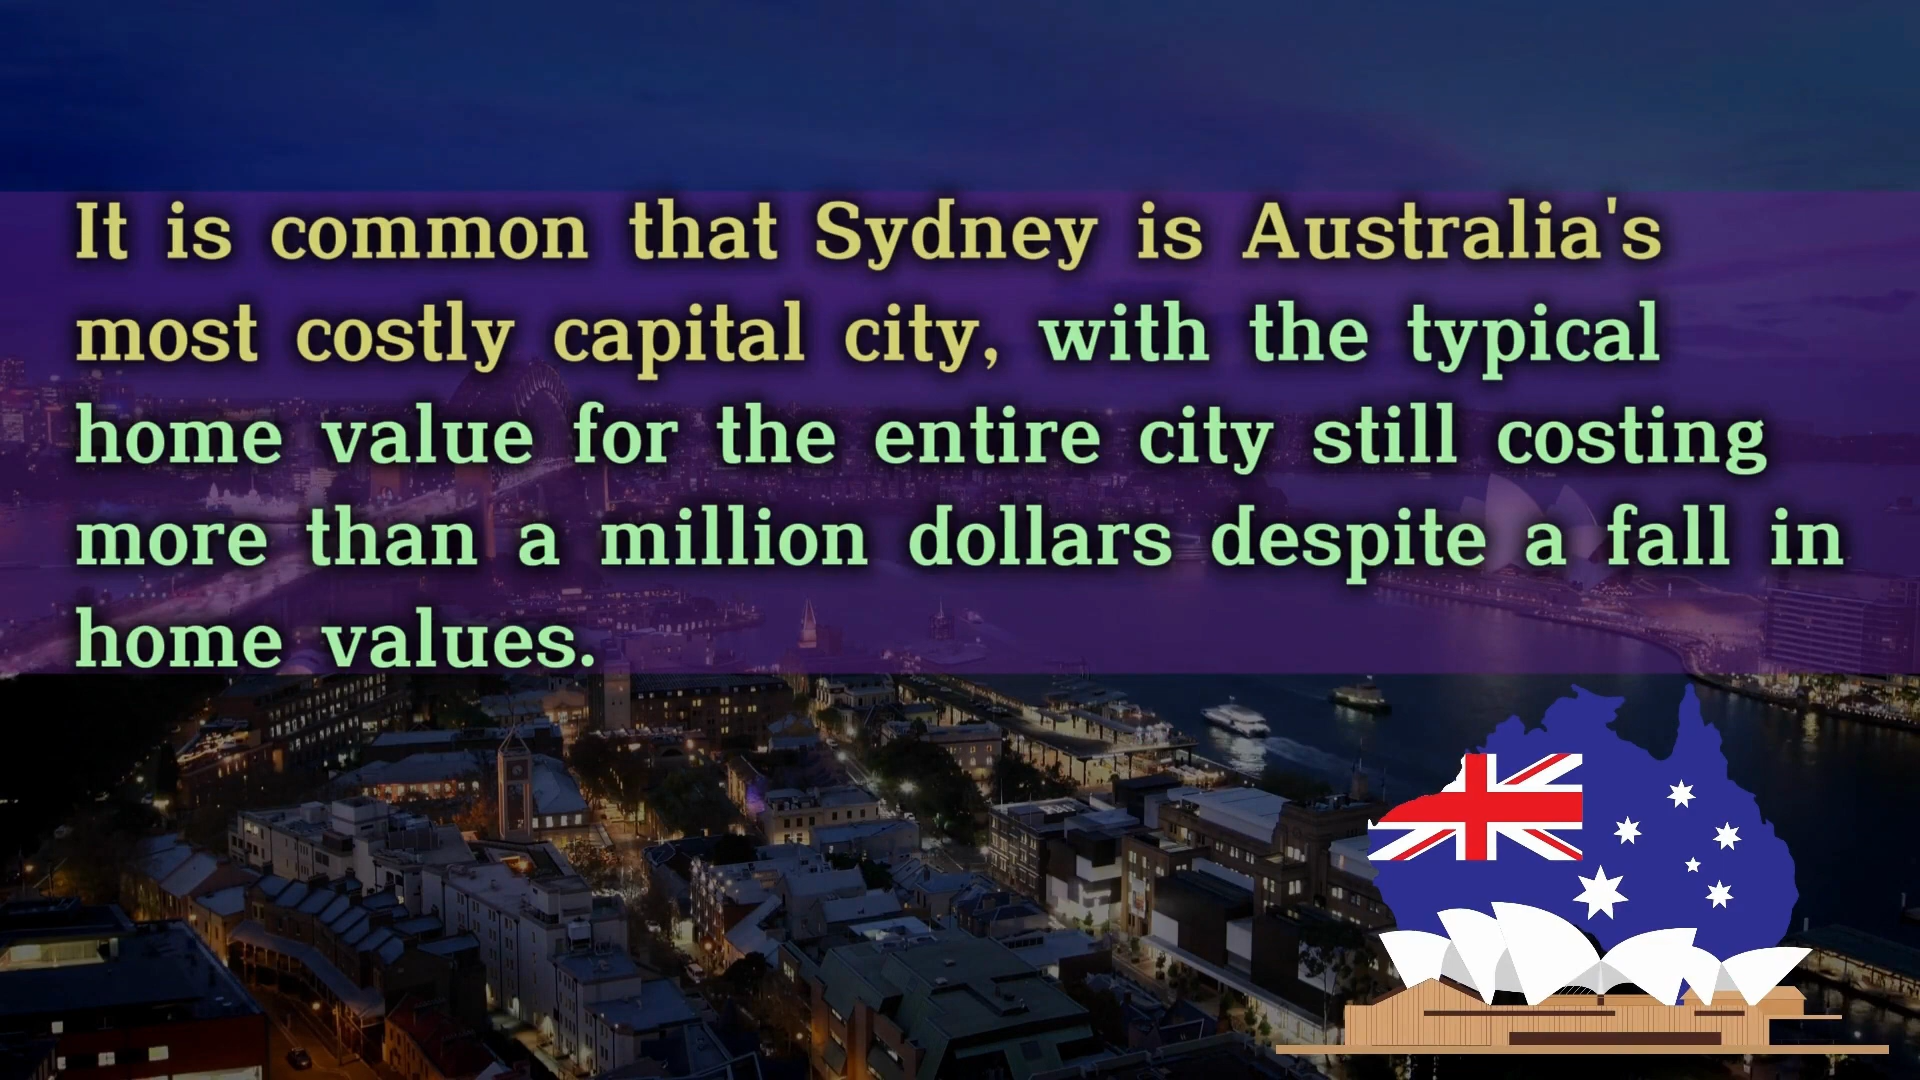 It is common that Sydney is Australia's
most costly capital city, with the typical
home value for the entire city still costing
more than a million dollars despite a fall in
home values.